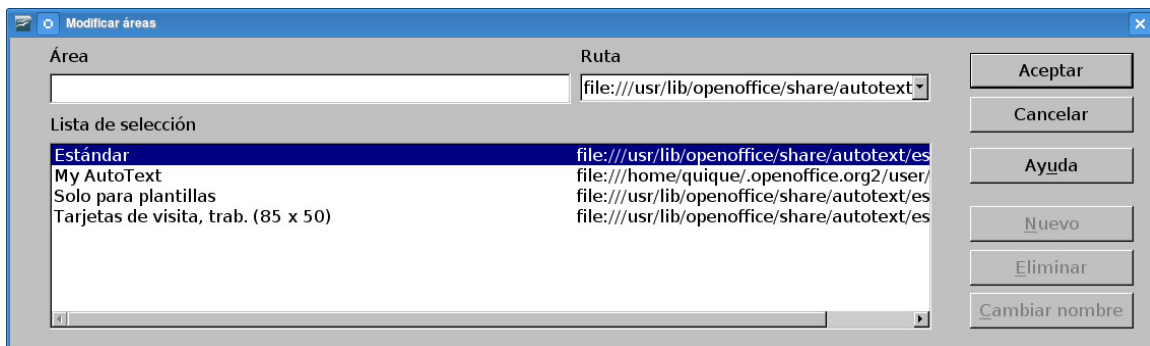 Modificar áreas
Área
Ruta
file:///usr/lib/openoffice/share/autotext
Lista de selección
Estándar file:///usr/lib/openoffice/share/autotext/es
My AutoText file:///home/quique/.openoffice.org2/user/
Solo para plantillas file:///usr/lib/openoffice/share/autotext/es
Tarjetas de visita, trab. (85 x 50) file:///usr/lib/openoffice/share/autotext/es
Aceptar
Cancelar
Ayuda
Nuevo
Eliminar
Cambiar nombre